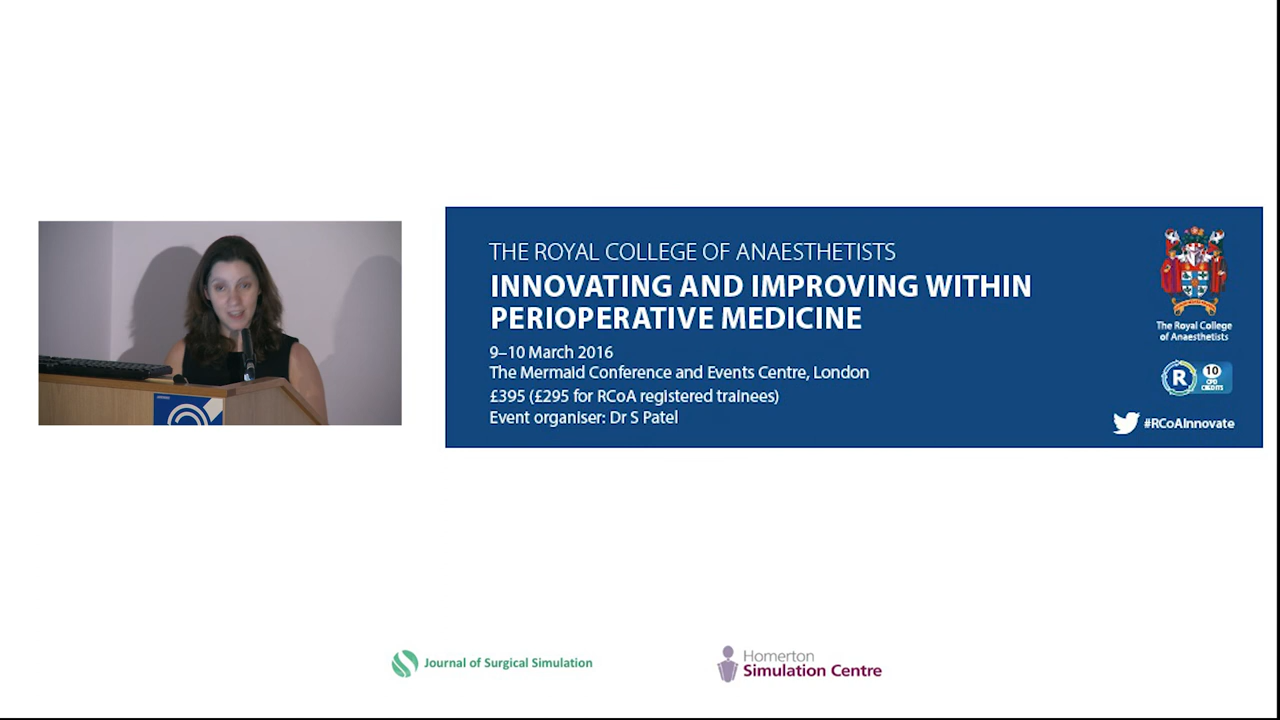 THE ROYAL COLLEGE OF ANAESTHETISTS
INNOVATING AND IMPROVING WITHIN
PERIOPERATIVE MEDICINE
9–10 March 2016
The Mermaid Conference and Events Centre, London
£395 (£295 for RCoA registered trainees)
Event organiser: Dr S Patel
The Royal College
of Anaesthetists
R
10
CPD
CREDITS
#RCoAInnovate
Journal of Surgical Simulation
Homerton
Simulation Centre